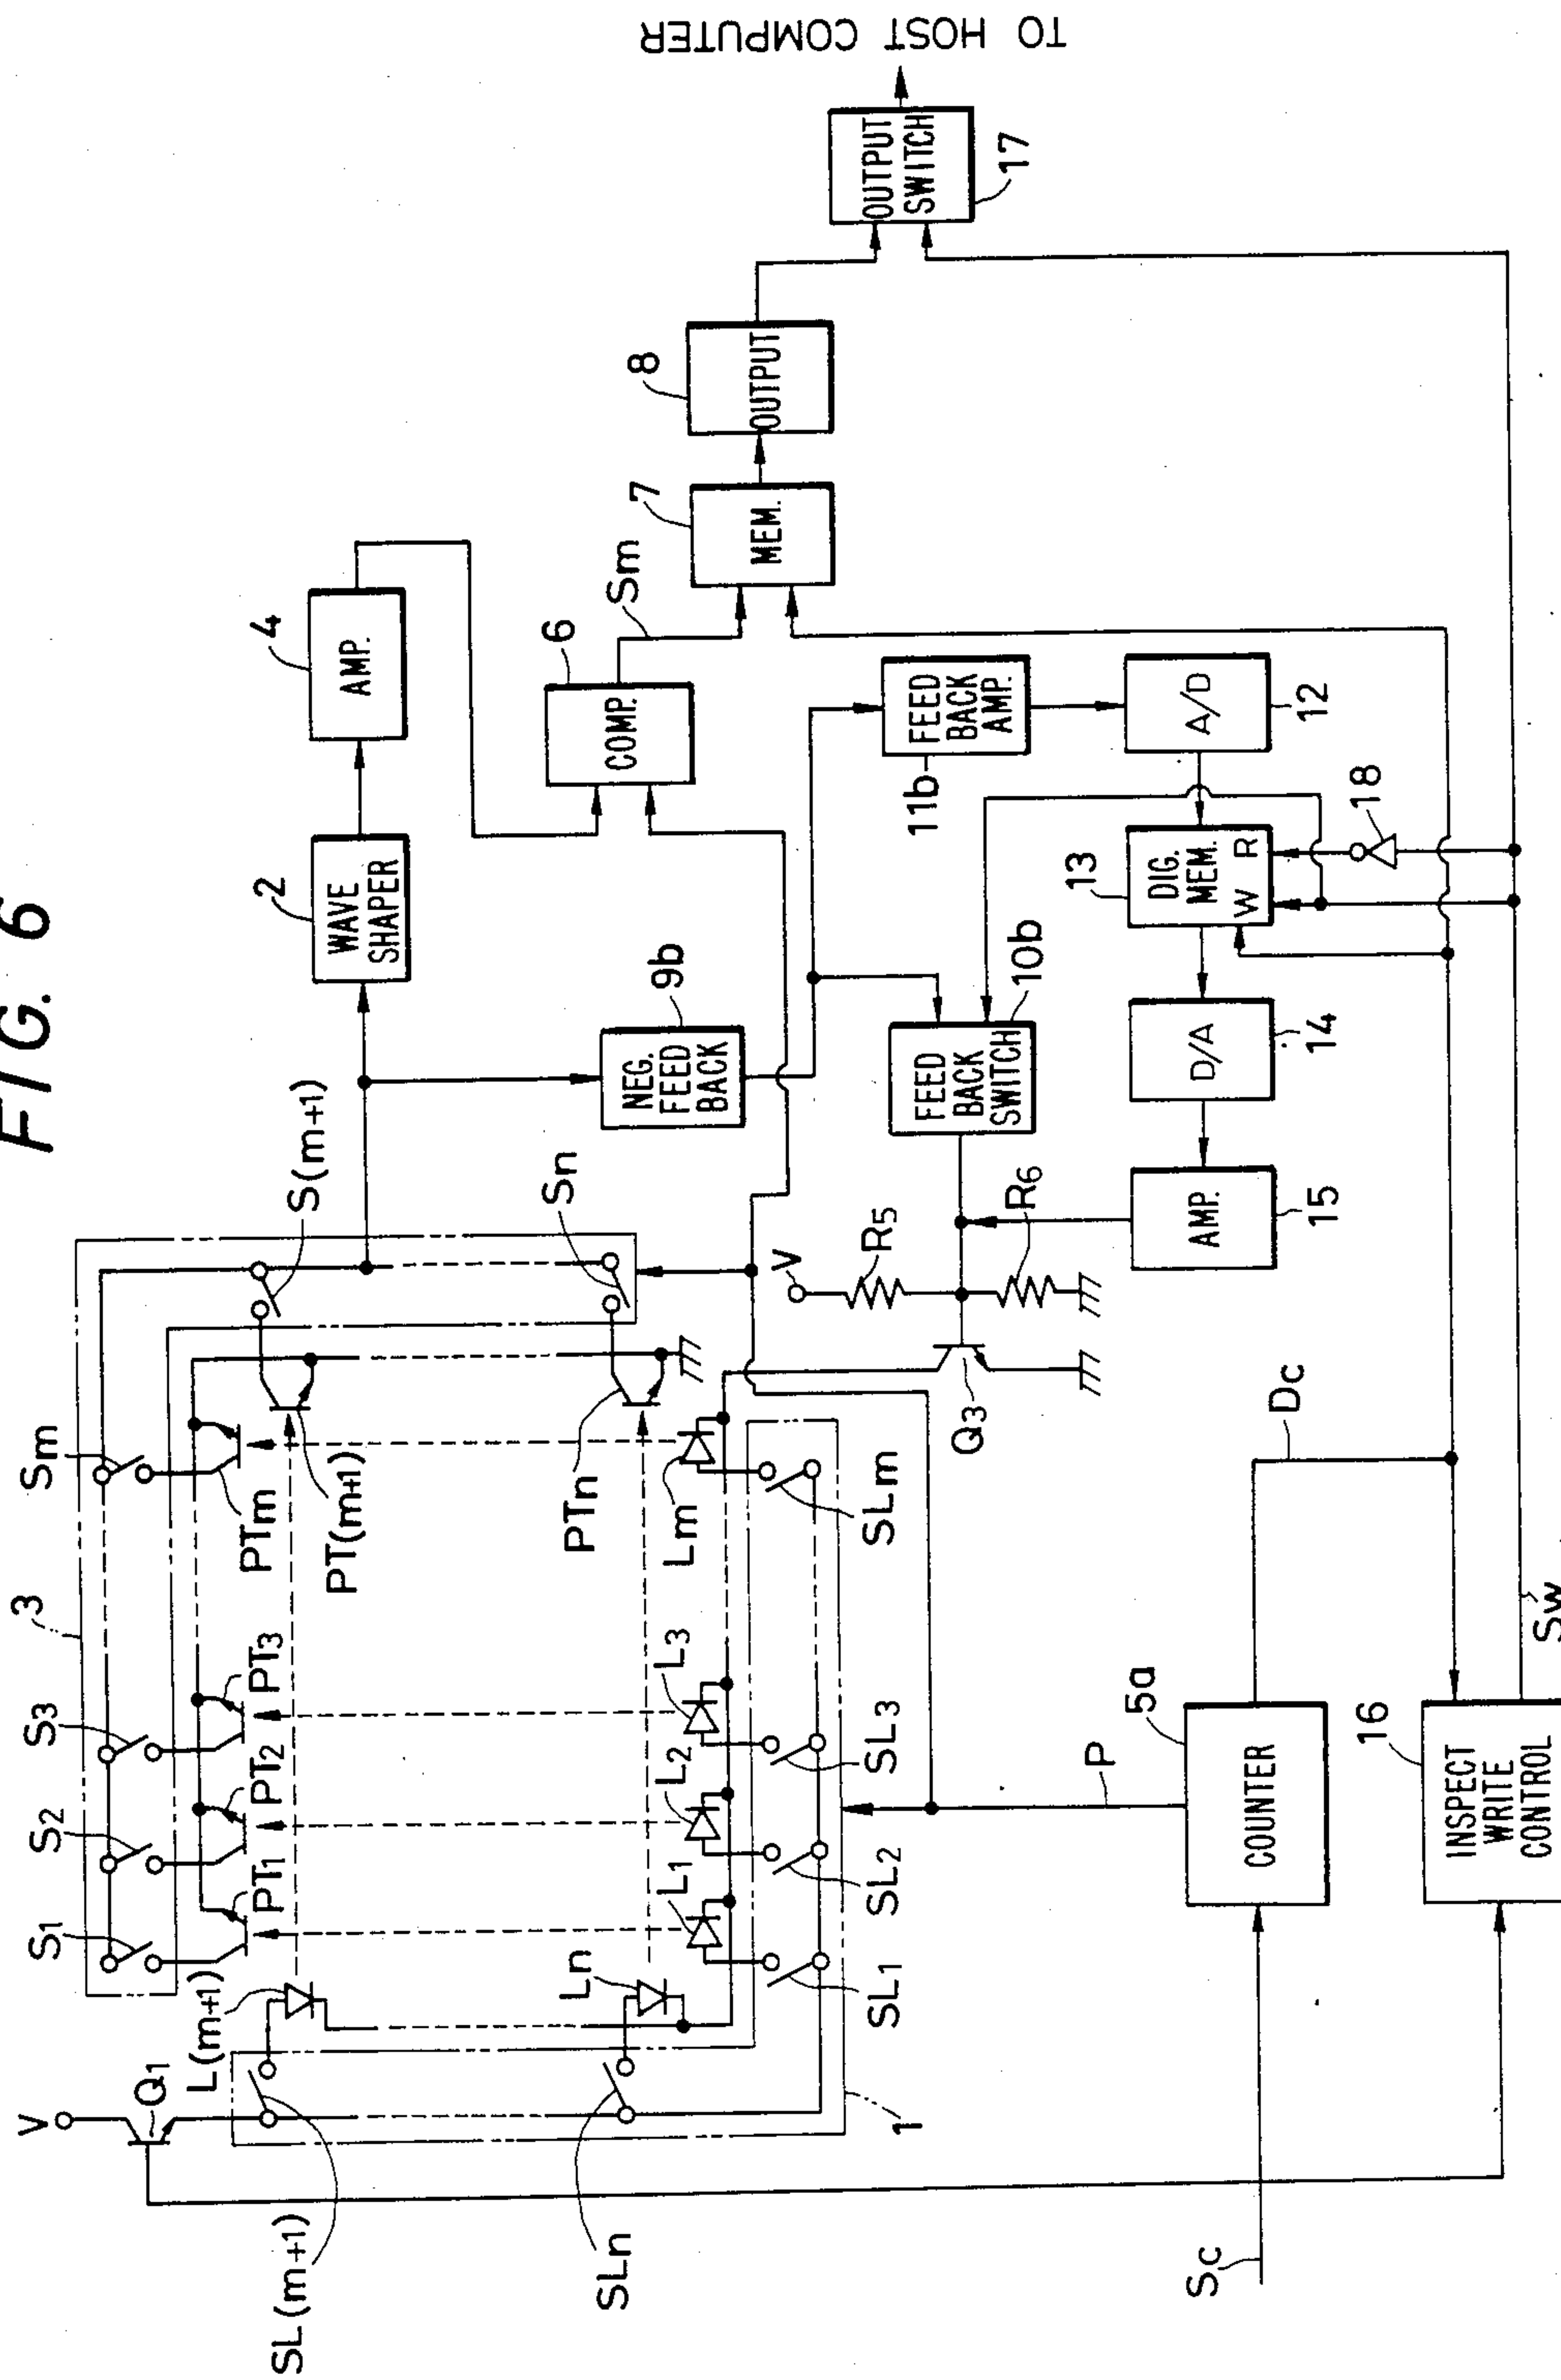 FIG. 6
V
Q1
SL(m+1)
L(m+1)
SLn
Ln
1
S1
S2
S3
3
Sm
PT1
PT2
PT3
PTm
PT(m+1)
S(m+1)
PTn
Sn
L1
L2
L3
Lm
SL1
SL2
SL3
SLm
2
WAVE
SHAPER
4
AMP.
9b
NEG.
FEED
BACK
6
COMP.
Sm
7
MEM.
8
OUTPUT
OUTPUT
SWITCH
17
TO HOST COMPUTER
V
R5
R6
Q3
FEED
BACK
SWITCH
10b
11b
FEED
BACK
AMP.
A/D
12
13
DIG.
MEM.
W R
18
D/A
14
AMP.
15
Sc
P
5a
COUNTER
Dc
16
INSPECT
WRITE
CONTROL
Sw